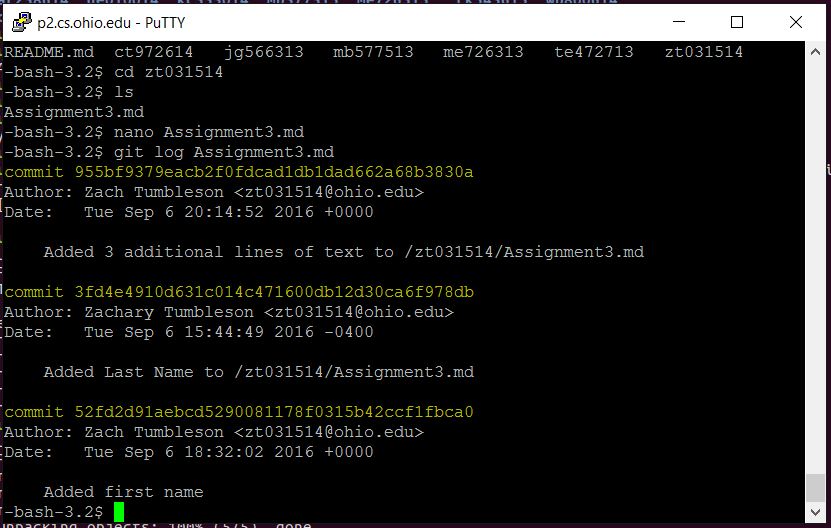 p2.cs.ohio.edu - PuTTY
README.md ct972614 jg566313 mb577513 me726313 te472713 zt031514
-bash-3.2$ cd zt031514
-bash-3.2$ ls
Assignment3.md
-bash-3.2$ nano Assignment3.md
-bash-3.2$ git log Assignment3.md
commit 955bf9379eacb2f0fdcad1db1dad662a68b3830a
Author: Zach Tumbleson <zt031514@ohio.edu>
Date: Tue Sep 6 20:14:52 2016 +0000
Added 3 additional lines of text to /zt031514/Assignment3.md
commit 3fd4e4910d631c014c471600db12d30ca6f978db
Author: Zachary Tumbleson <zt031514@ohio.edu>
Date: Tue Sep 6 15:44:49 2016 -0400
Added Last Name to /zt031514/Assignment3.md
commit 52fd2d91aebcd5290081178f0315b42ccf1fbca0
Author: Zach Tumbleson <zt031514@ohio.edu>
Date: Tue Sep 6 18:32:02 2016 +0000
Added first name
-bash-3.2$